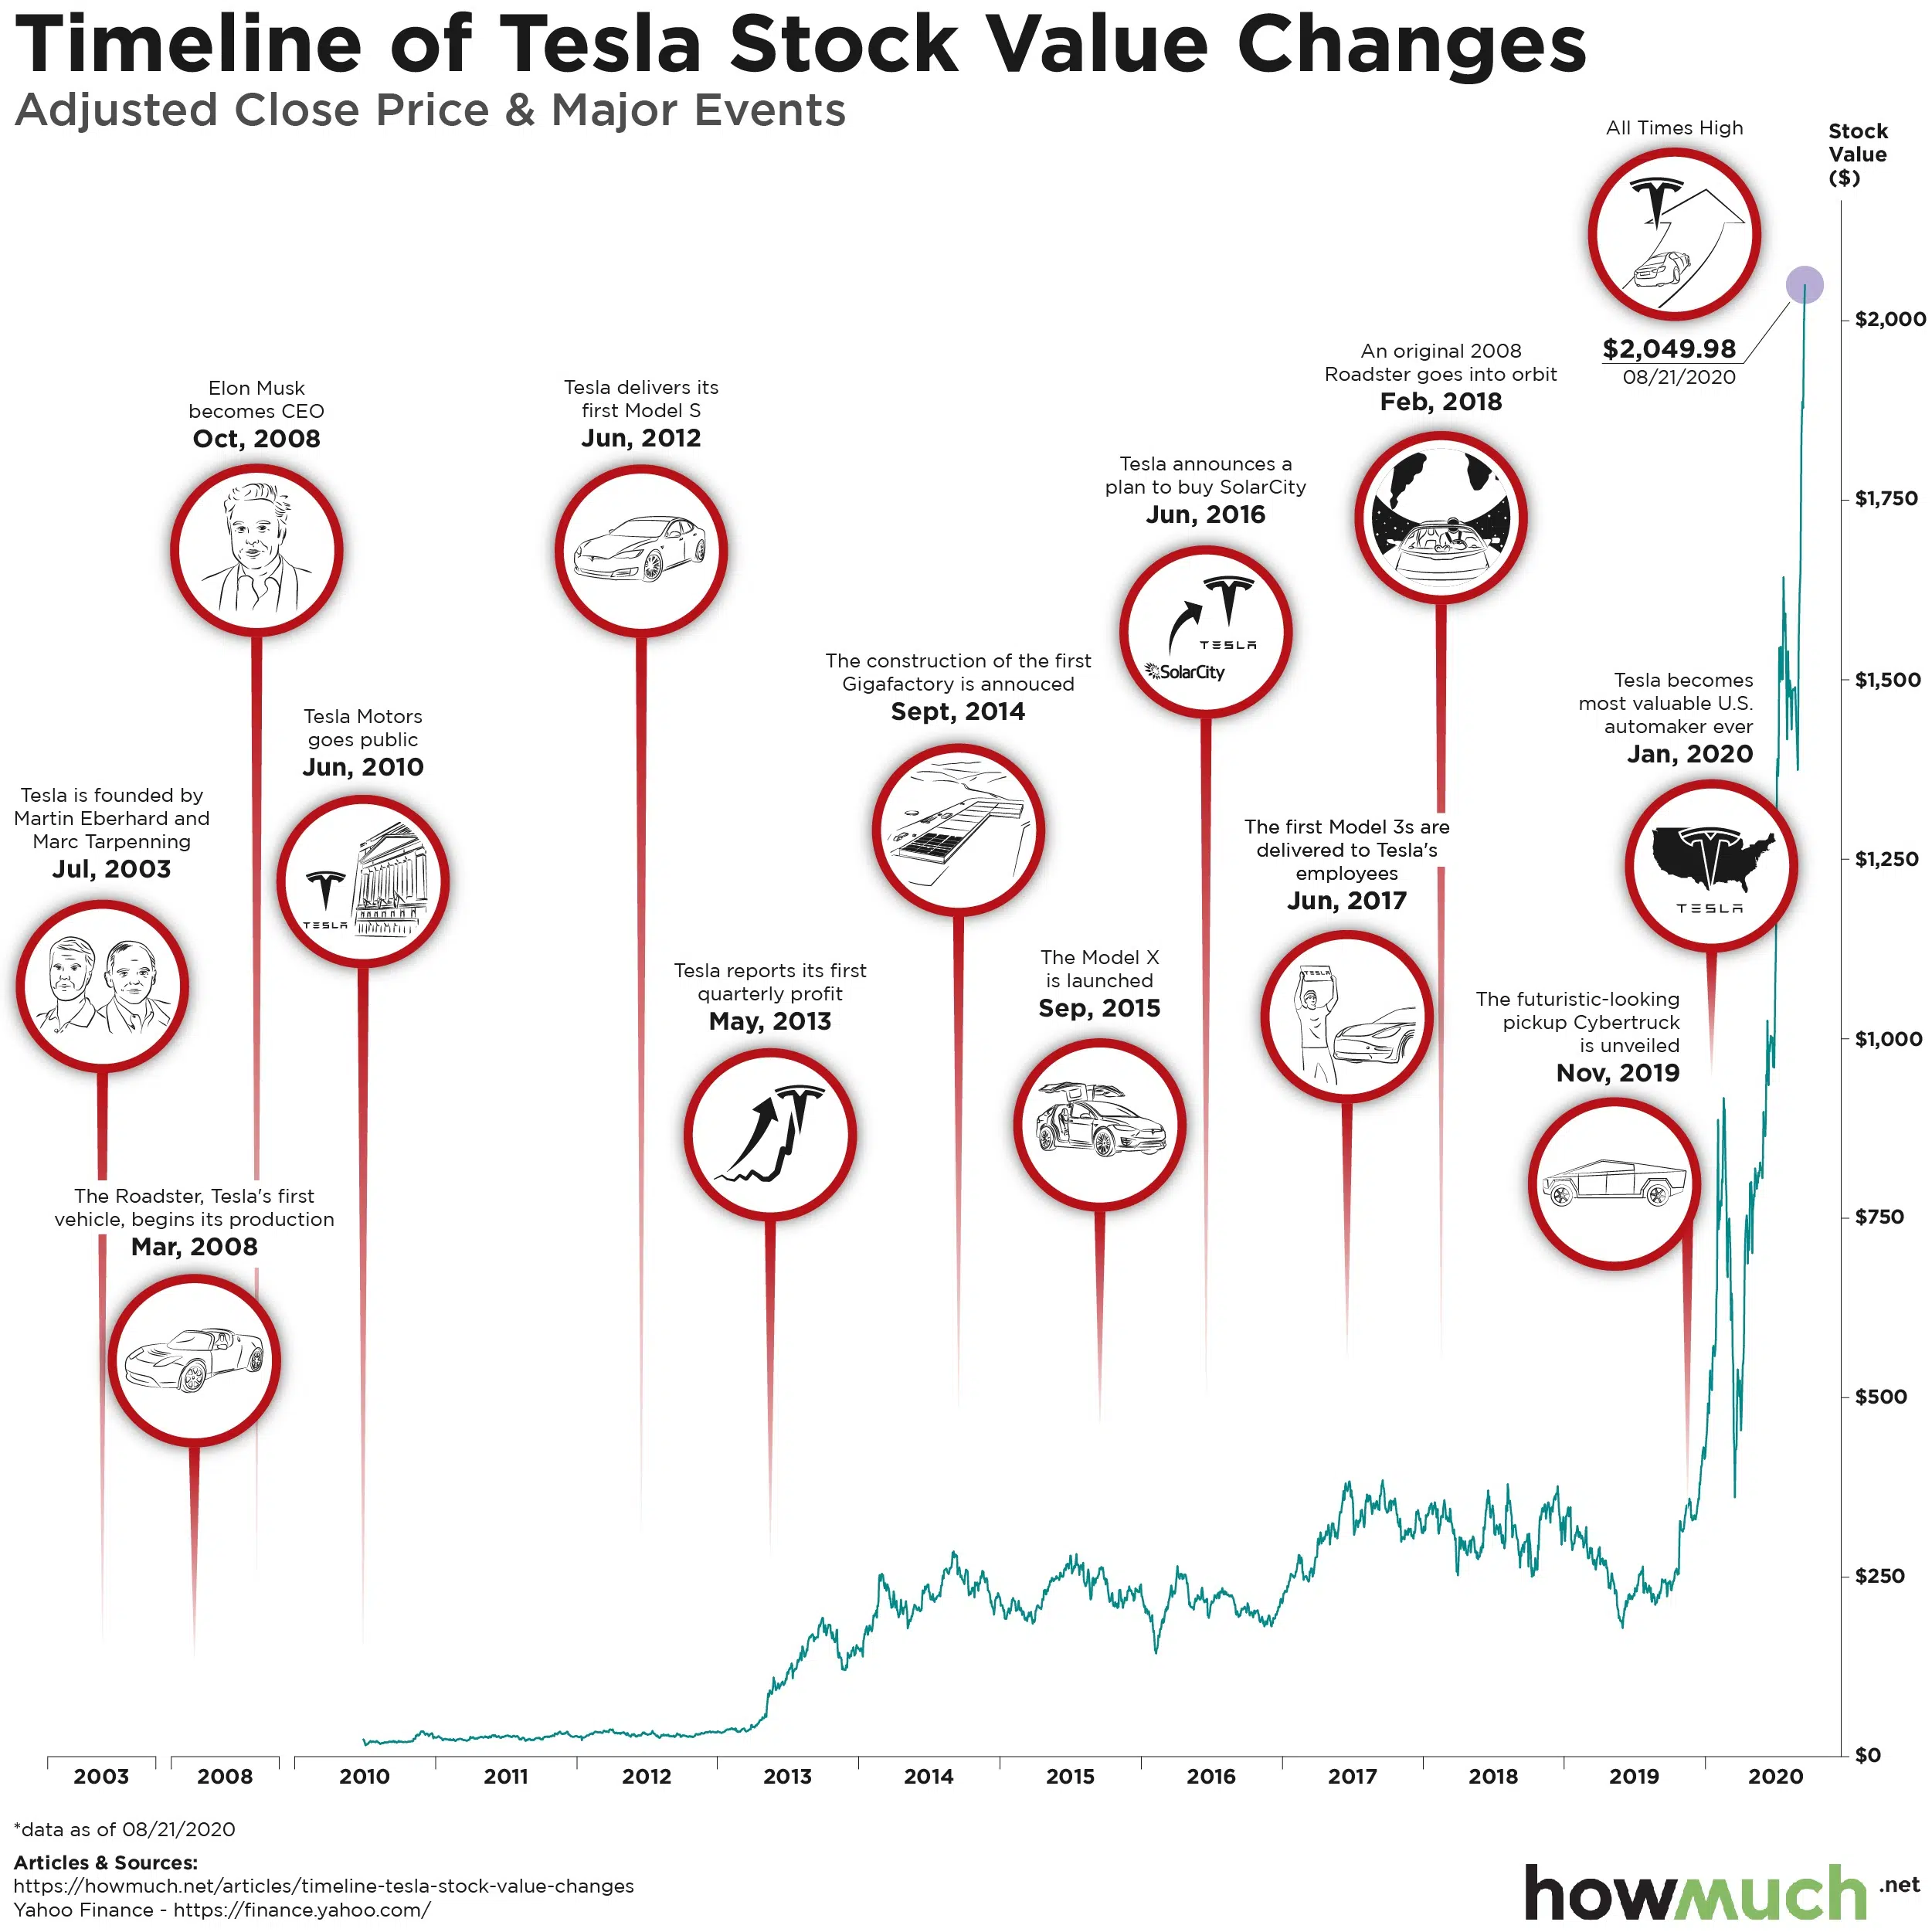 Timeline of Tesla Stock Value Changes
Adjusted Close Price & Major Events
All Times High
$2,049.98
08/21/2020
Stock
Value
($)
$2,000
$1,750
$1,500
$1,250
$1,000
$750
$500
$250
$0
An original 2008
Roadster goes into orbit
Feb, 2018
Elon Musk
becomes CEO
Oct, 2008
Tesla delivers its
first Model S
Jun, 2012
Tesla announces a
plan to buy SolarCity
Jun, 2016
TESLA
SolarCity
The construction of the first
Gigafactory is annouced
Sept, 2014
Tesla becomes
most valuable U.S.
automaker ever
Jan, 2020
TESLA
Tesla Motors
goes public
Jun, 2010
TESLA
Tesla is founded by
Martin Eberhard and
Marc Tarpenning
Jul, 2003
The first Model 3s are
delivered to Tesla's
employees
Jun, 2017
TESLA
Tesla reports its first
quarterly profit
May, 2013
The Model X
is launched
Sep, 2015
The futuristic-looking
pickup Cybertruck
is unveiled
Nov, 2019
The Roadster, Tesla's first
vehicle, begins its production
Mar, 2008
2003
2008
2010
2011
2012
2013
2014
2015
2016
2017
2018
2019
2020
*data as of 08/21/2020
Articles & Sources:
https://howmuch.net/articles/timeline-tesla-stock-value-changes
Yahoo Finance - https://finance.yahoo.com/
howmuch.net